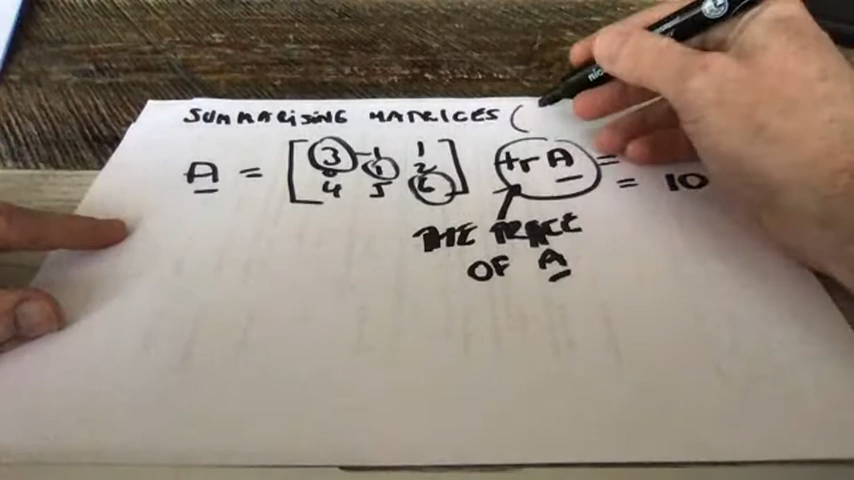 SUMMARISING MATRICES (
A = [ 3 -1 1 tr A =
0 1 2 = 10
4 5 6 ]
THE TRACE
OF A